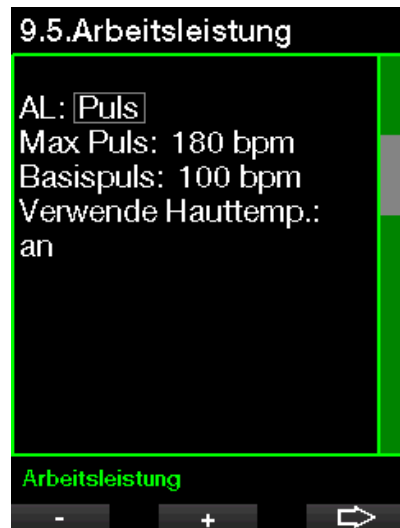 9.5.Arbeitsleistung
AL: Puls
Max Puls: 180 bpm
Basispuls: 100 bpm
Verwende Hauttemp.:
an
Arbeitsleistung
- +